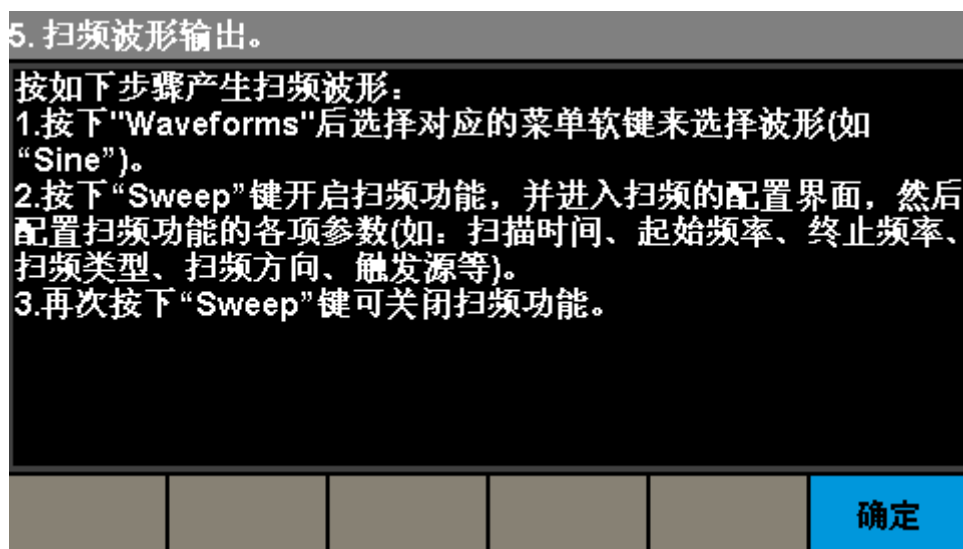 5. 扫频波形输出。
按如下步骤产生扫频波形：
1.按下"Waveforms"后选择对应的菜单软键来选择波形(如
“Sine”)。
2.按下“Sweep”键开启扫频功能，并进入扫频的配置界面，然后
配置扫频功能的各项参数(如：扫描时间、起始频率、终止频率、
扫频类型、扫频方向、触发源等)。
3.再次按下“Sweep”键可关闭扫频功能。
确定